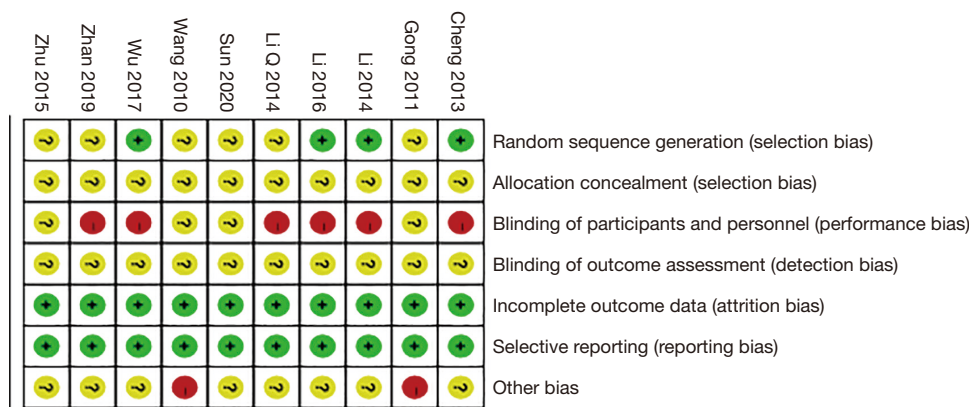 Zhu 2015
Zhan 2019
Wu 2017
Wang 2010
Sun 2020
Li Q 2014
Li 2016
Li 2014
Gong 2011
Cheng 2013
? ? + ? ? ? + + ? + Random sequence generation (selection bias)
? ? ? ? ? ? ? ? ? ? Allocation concealment (selection bias)
? - - ? ? - - - ? - Blinding of participants and personnel (performance bias)
? ? ? ? ? ? ? ? ? ? Blinding of outcome assessment (detection bias)
+ + + + + + + + + + Incomplete outcome data (attrition bias)
+ + + + + + + + + + Selective reporting (reporting bias)
? ? ? - ? ? ? ? - ? Other bias